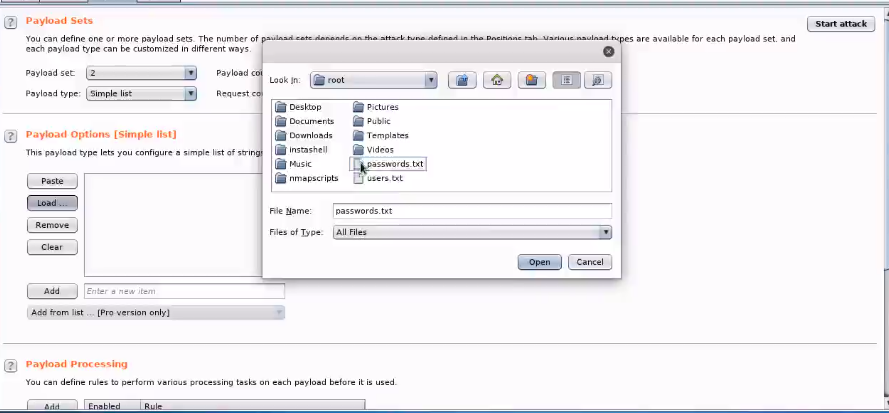 Payload Sets
Start attack
You can define one or more payload sets. The number of payload sets depends on the attack type defined in the Positions tab. Various payload types are available for each payload set, and
each payload type can be customized in different ways.
Payload set: 2 Payload cou
Payload type: Simple list Request cou
Payload Options [Simple list]
This payload type lets you configure a simple list of strings
Paste
Load ...
Remove
Clear
Add Enter a new item
Add from list ... [Pro version only]
Look In: root
Desktop Pictures
Documents Public
Downloads Templates
instashell Videos
Music passwords.txt
nmapscripts users.txt
File Name: passwords.txt
Files of Type: All Files
Open Cancel
Payload Processing
You can define rules to perform various processing tasks on each payload before it is used.
Add Enabled Rule